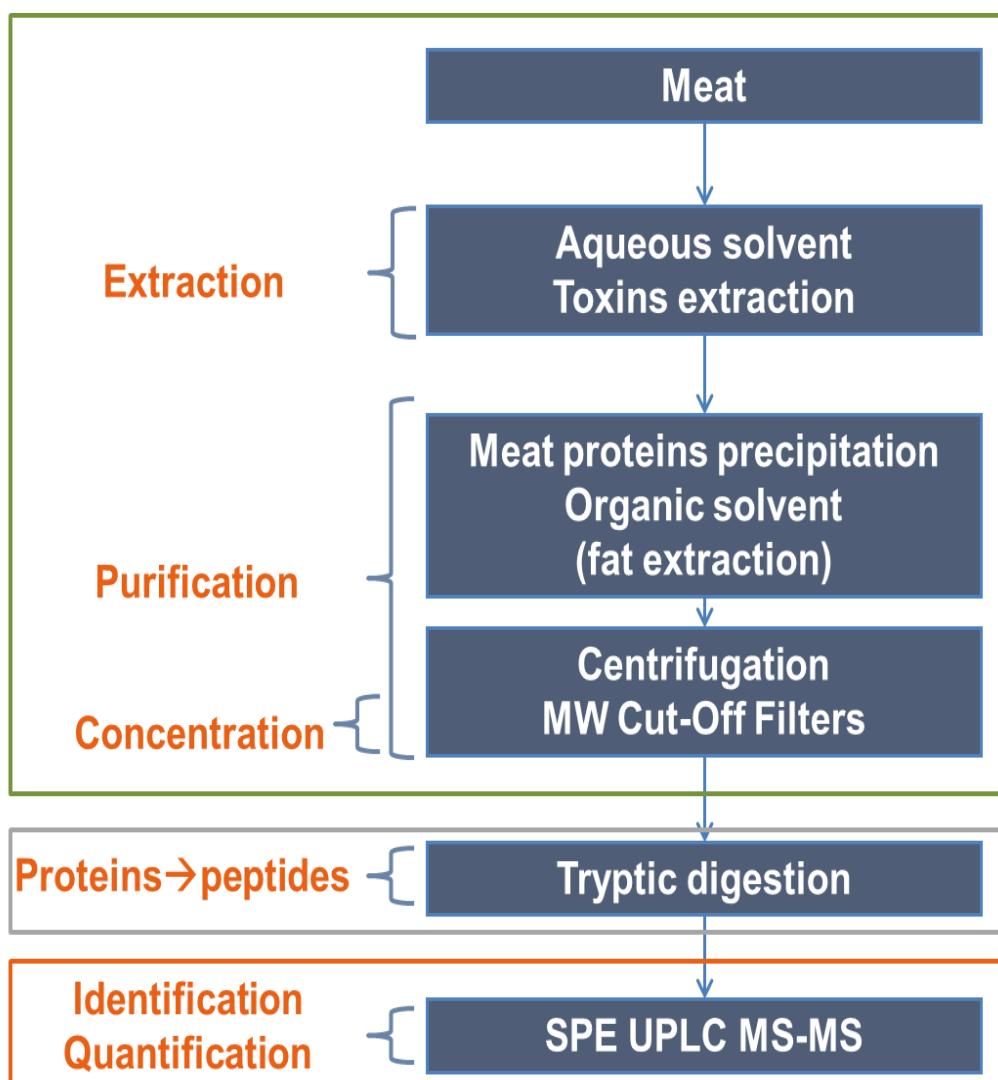 Meat
Extraction
Aqueous solvent
Toxins extraction
Purification
Meat proteins precipitation
Organic solvent
(fat extraction)
Concentration
Centrifugation
MW Cut-Off Filters
Proteins→peptides
Tryptic digestion
Identification
Quantification
SPE UPLC MS-MS